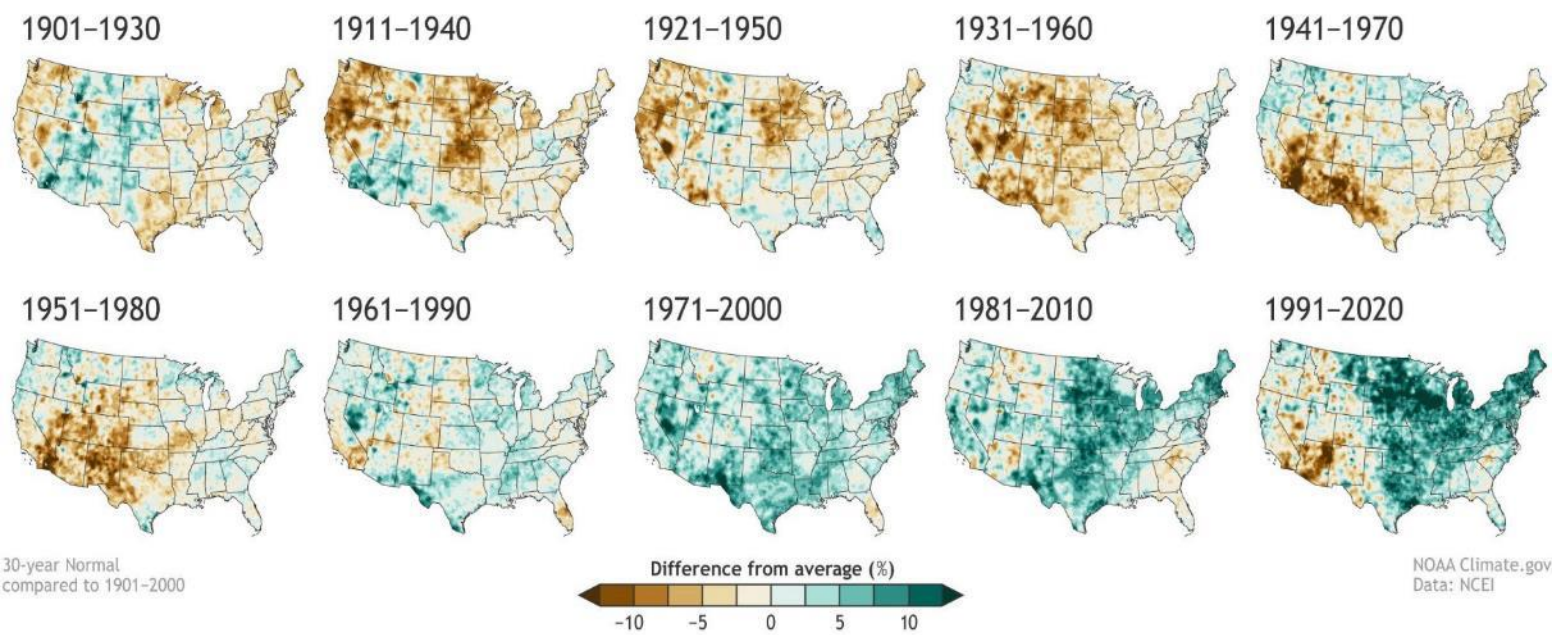 1901–1930
1911–1940
1921–1950
1931–1960
1941–1970
1951–1980
1961–1990
1971–2000
1981–2010
1991–2020
30-year Normal
compared to 1901–2000
Difference from average (%)
–10 –5 0 5 10
NOAA Climate.gov
Data: NCEI